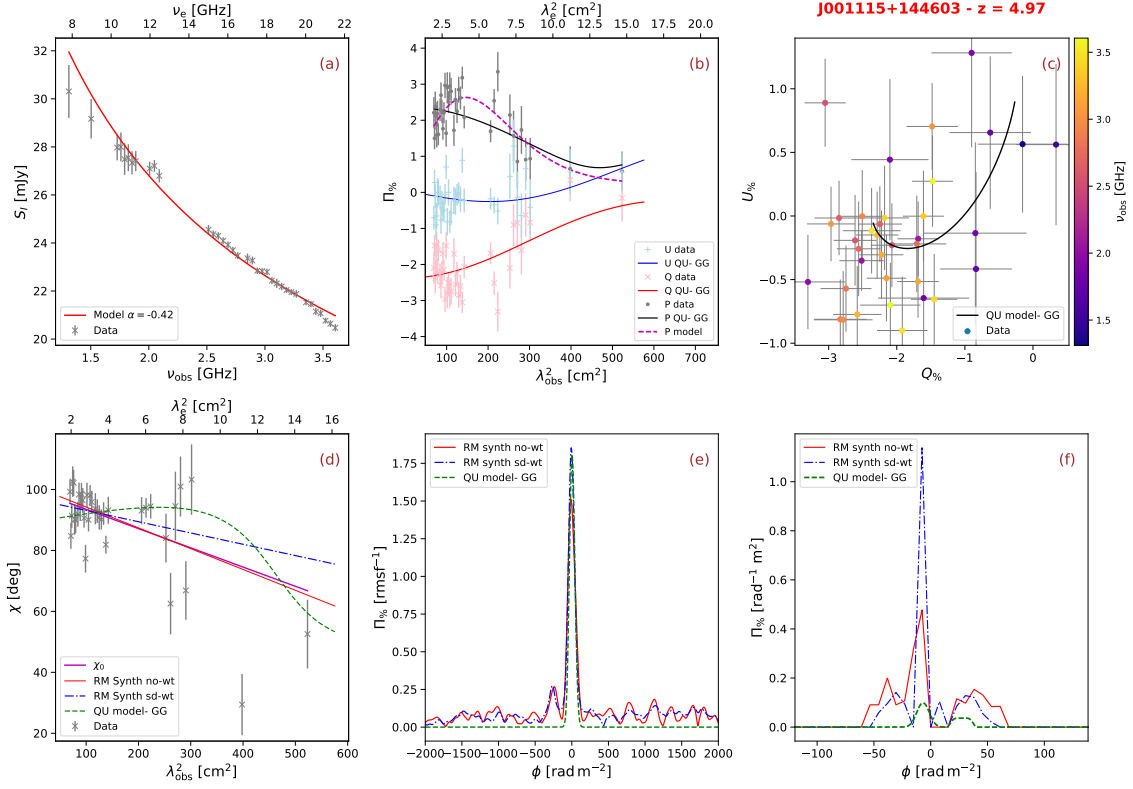 J001115+144603 - z = 4.97
νe [GHz]
8 10 12 14 16 18 20 22
(a)
32
30
28
26
24
22
20
S_I [mJy]
Model α = -0.42
Data
1.5 2.0 2.5 3.0 3.5
ν_obs [GHz]
λ_e^2 [cm^2]
2.5 5.0 7.5 10.0 12.5 15.0 17.5 20.0
(b)
4
3
2
1
0
−1
−2
−3
−4
Π%
U data
U QU- GG
Q data
Q QU- GG
P data
P QU- GG
P model
100 200 300 400 500 600 700
λ_obs^2 [cm^2]
(c)
1.0
0.5
0.0
−0.5
−1.0
U%
QU model- GG
Data
−3 −2 −1 0
Q%
3.5
3.0
2.5
2.0
1.5
ν_obs [GHz]
λ_e^2 [cm^2]
2 4 6 8 10 12 14 16
(d)
100
80
60
40
20
χ [deg]
χ0
RM Synth no-wt
RM Synth sd-wt
QU model- GG
Data
100 200 300 400 500 600
λ_obs^2 [cm^2]
RM synth no-wt
RM synth sd-wt
QU model- GG
(e)
1.75
1.50
1.25
1.00
0.75
0.50
0.25
0.00
Π% [rmsf^−1]
−2000 −1500 −1000 −500 0 500 1000 1500 2000
ϕ [rad m^−2]
RM synth no-wt
RM synth sd-wt
QU model- GG
(f)
1.2
1.0
0.8
0.6
0.4
0.2
0.0
Π% [rad^−1 m^2]
−100 −50 0 50 100
ϕ [rad m^−2]